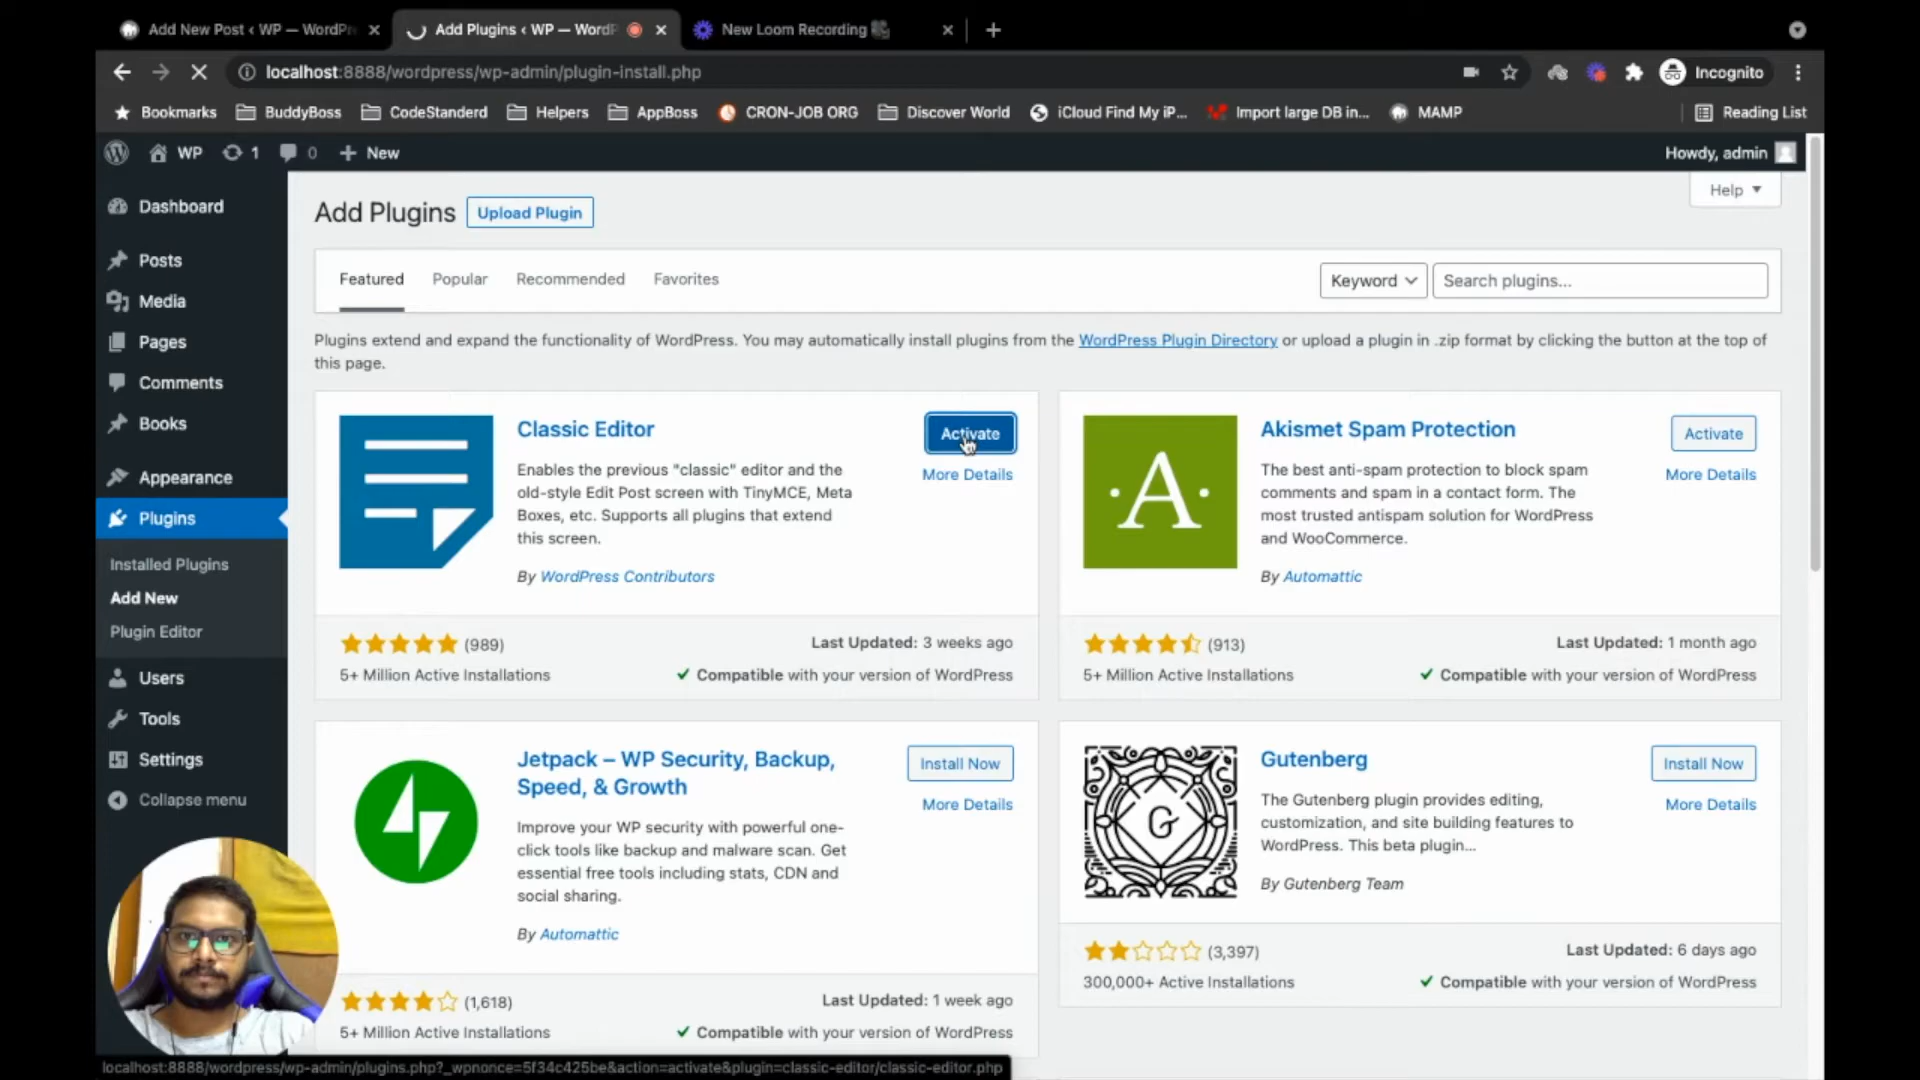 Add New Post ‹ WP — WordPr
Add Plugins ‹ WP — WordP
New Loom Recording
localhost:8888/wordpress/wp-admin/plugin-install.php
Incognito
Bookmarks
BuddyBoss
CodeStanderd
Helpers
AppBoss
CRON-JOB ORG
Discover World
iCloud Find My iP...
Import large DB in...
MAMP
Reading List
WP
1
0
New
Howdy, admin
Dashboard
Posts
Media
Pages
Comments
Books
Appearance
Plugins
Installed Plugins
Add New
Plugin Editor
Users
Tools
Settings
Collapse menu
Help
Add Plugins
Upload Plugin
Featured
Popular
Recommended
Favorites
Keyword
Search plugins...
Plugins extend and expand the functionality of WordPress. You may automatically install plugins from the WordPress Plugin Directory or upload a plugin in .zip format by clicking the button at the top of
this page.
Classic Editor
Activate
More Details
Enables the previous "classic" editor and the
old-style Edit Post screen with TinyMCE, Meta
Boxes, etc. Supports all plugins that extend
this screen.
By WordPress Contributors
(989)
Last Updated: 3 weeks ago
5+ Million Active Installations
Compatible with your version of WordPress
A
Akismet Spam Protection
Activate
More Details
The best anti-spam protection to block spam
comments and spam in a contact form. The
most trusted antispam solution for WordPress
and WooCommerce.
By Automattic
(913)
Last Updated: 1 month ago
5+ Million Active Installations
Compatible with your version of WordPress
Jetpack – WP Security, Backup,
Speed, & Growth
Install Now
More Details
Improve your WP security with powerful one-
click tools like backup and malware scan. Get
essential free tools including stats, CDN and
social sharing.
By Automattic
(1,618)
Last Updated: 1 week ago
5+ Million Active Installations
Compatible with your version of WordPress
G
Gutenberg
Install Now
More Details
The Gutenberg plugin provides editing,
customization, and site building features to
WordPress. This beta plugin...
By Gutenberg Team
(3,397)
Last Updated: 6 days ago
300,000+ Active Installations
Compatible with your version of WordPress
localhost:8888/wordpress/wp-admin/plugins.php?_wpnonce=5f34c425be&action=activate&plugin=classic-editor/classic-editor.php